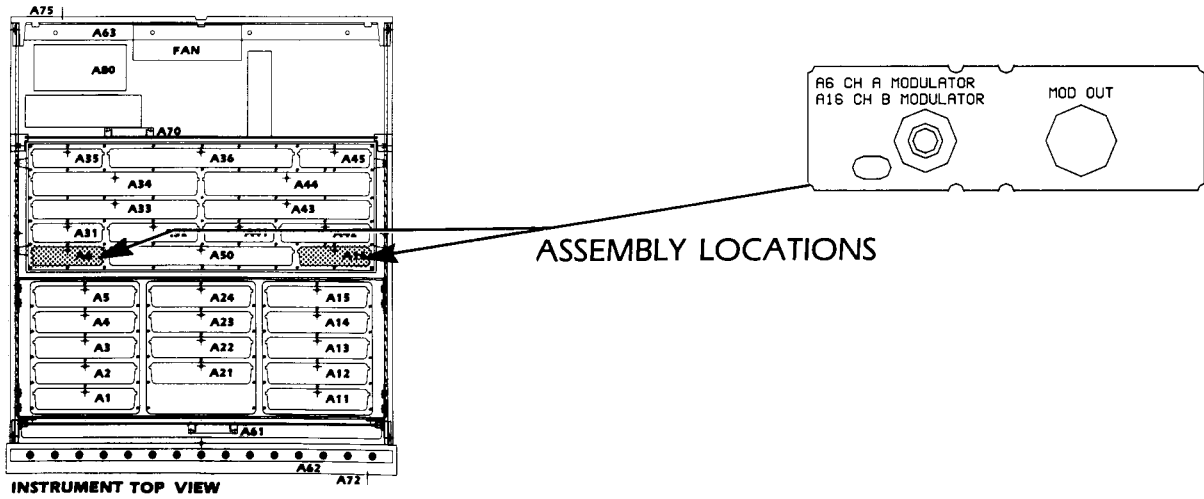 A75
A63
FAN
A80
A70
A35 A36 A45
A34 A44
A33 A43
A31
A50
A5 A24 A15
A4 A23 A14
A3 A22 A13
A2 A21 A12
A1 A11
A61
A62
A72
INSTRUMENT TOP VIEW
ASSEMBLY LOCATIONS
A6 CH A MODULATOR
A16 CH B MODULATOR
MOD OUT